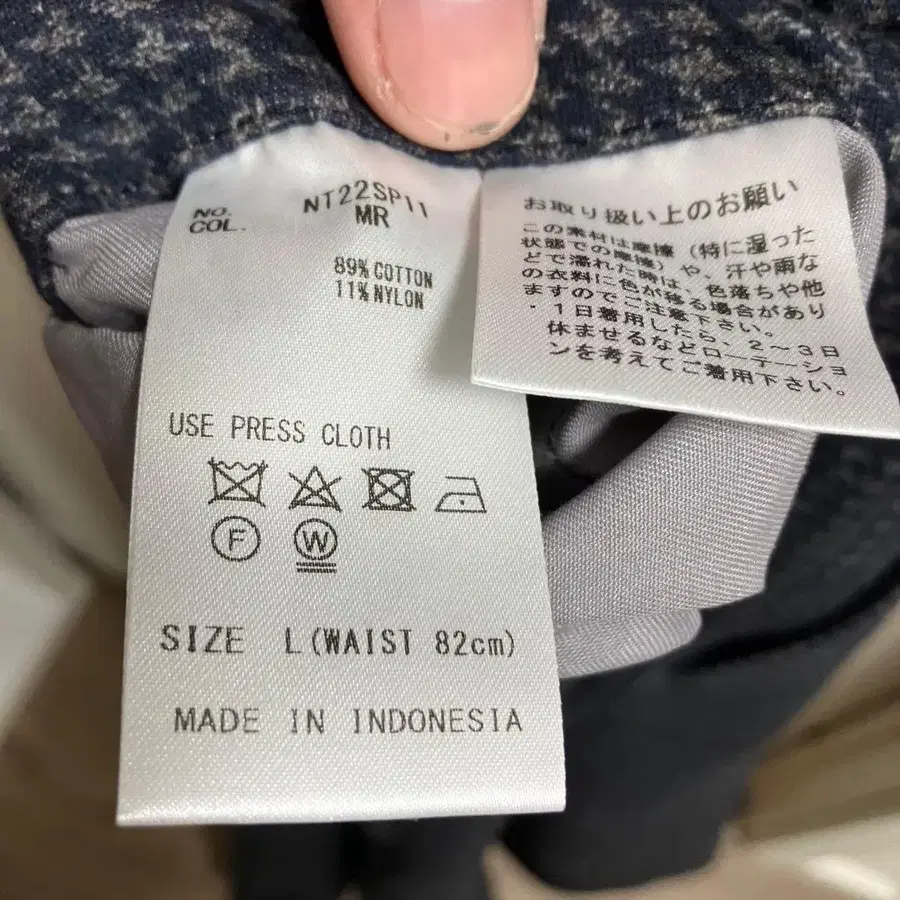 NO. NT22SP11
COL. MR
89% COTTON
11% NYLON
USE PRESS CLOTH
F W
SIZE L(WAIST 82cm)
MADE IN INDONESIA
お取り扱い上のお願い
この素材は摩擦（特に湿った
状態での摩擦）や、汗や雨な
どで濡れた時は、色落ちや他
の衣料に色が移る場合があり
ますのでご注意下さい。
・1日着用したら、2〜3日
休ませるなどローテーショ
ンを考えてご着用下さい。